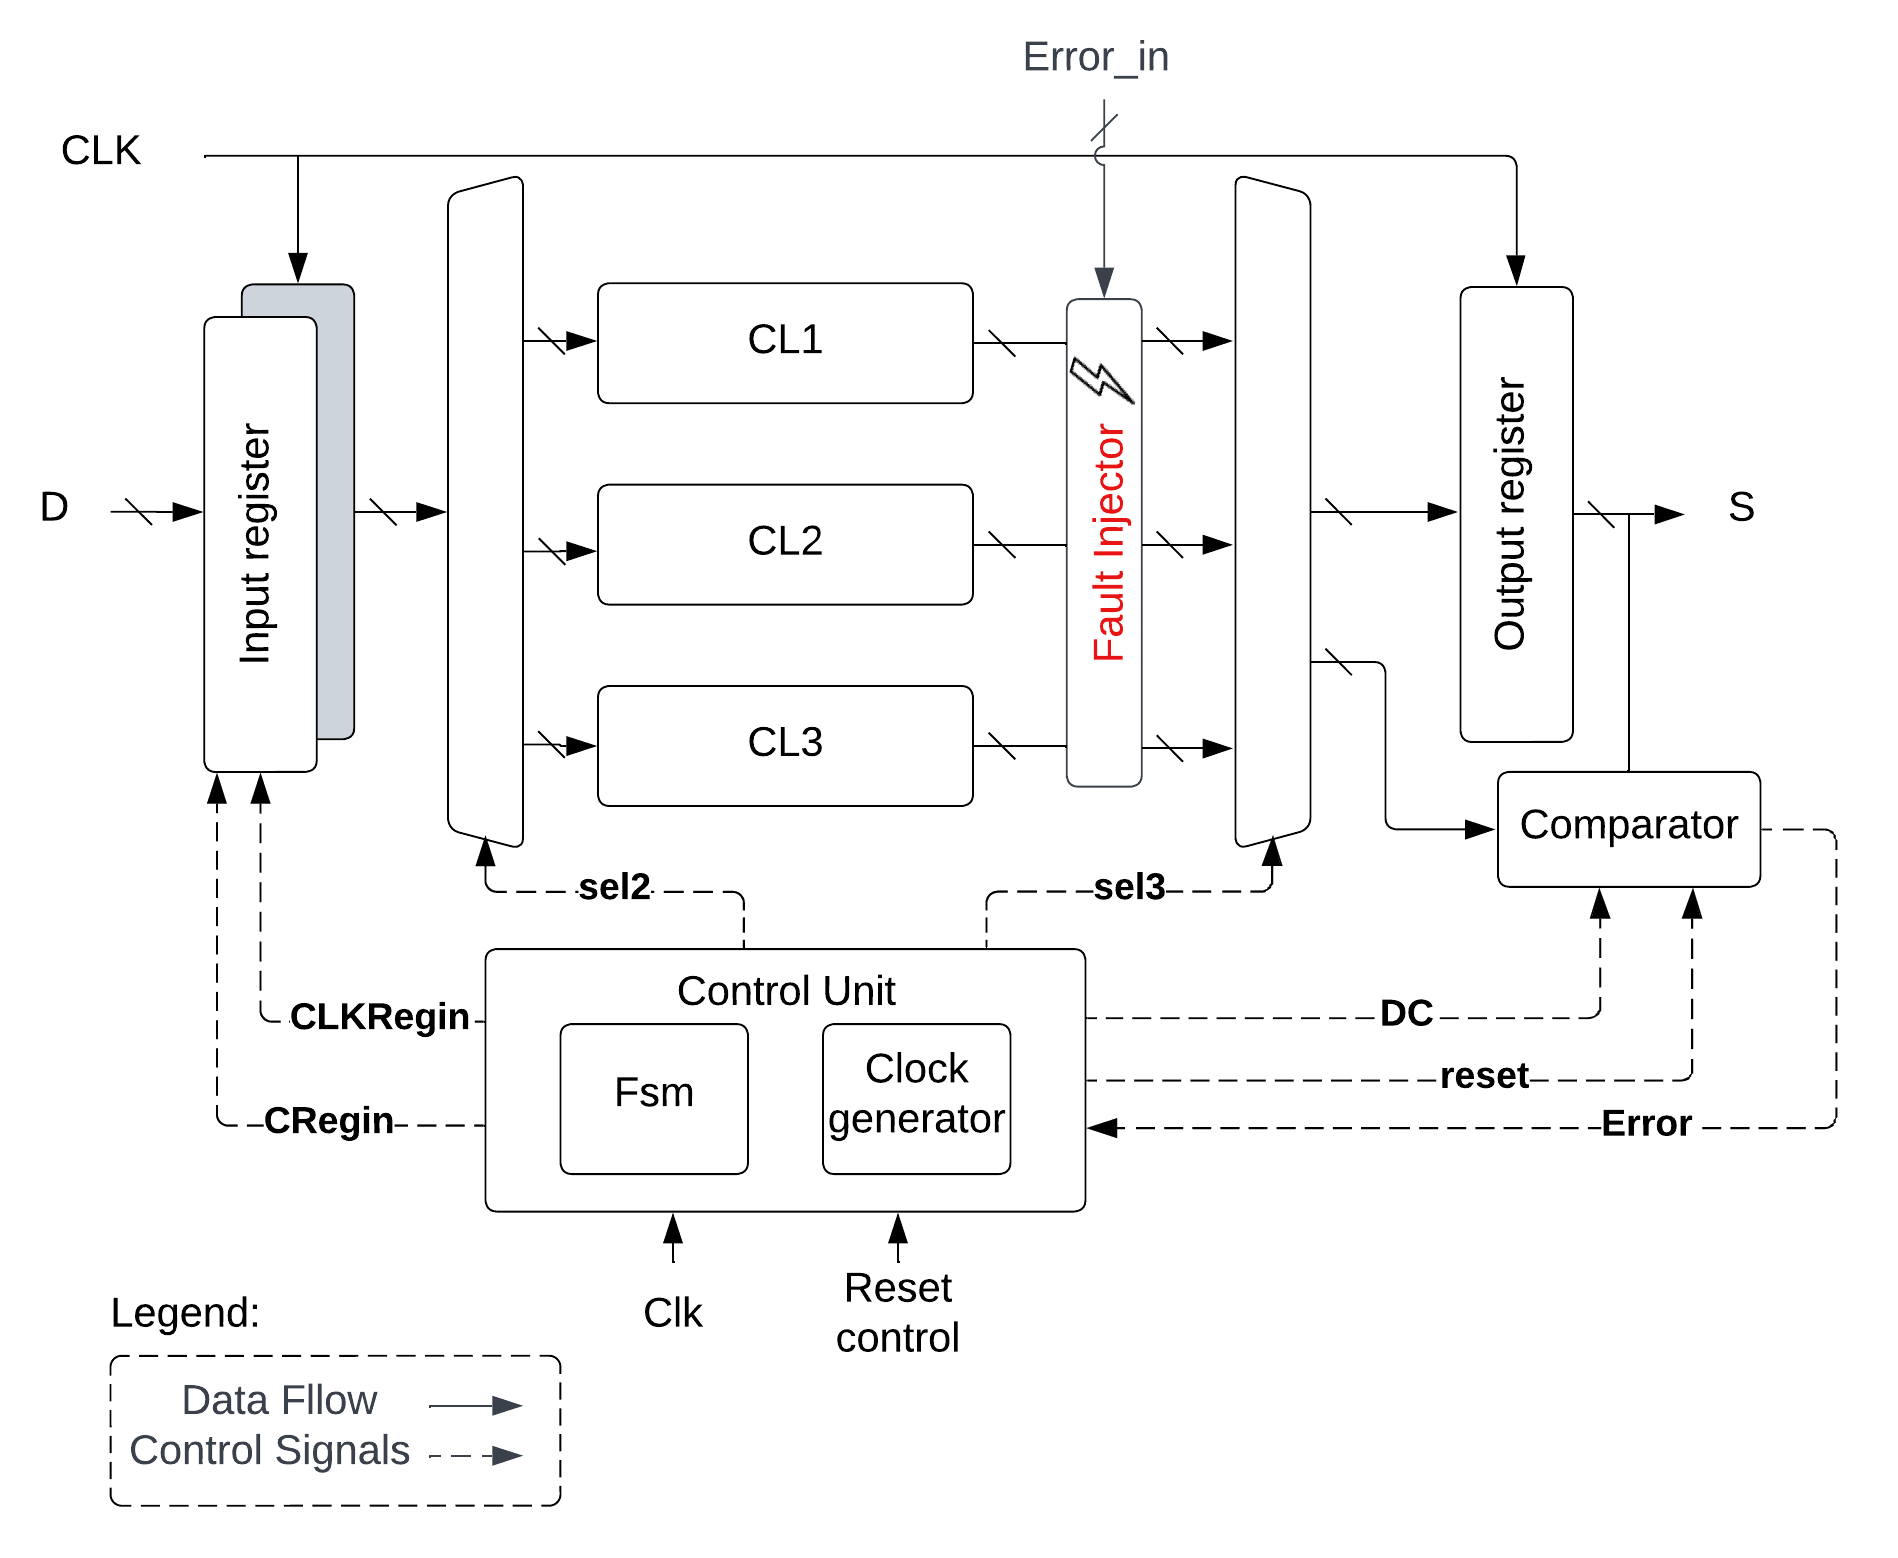 Error_in
CLK
CL1
Input register
D
CL2
Fault Injector
Output register
S
CL3
Comparator
sel2
sel3
Control Unit
CLKRegin
DC
Fsm
Clock
generator
reset
CRegin
Error
Clk
Reset
control
Legend:
Data Fllow
Control Signals